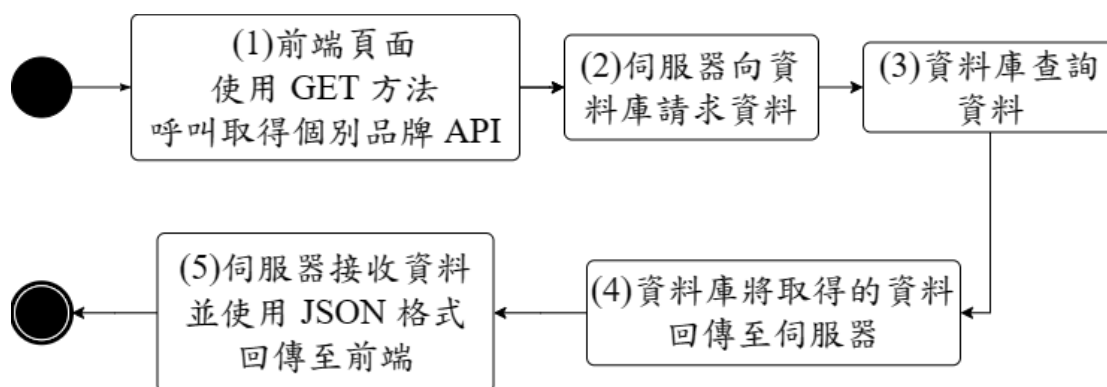 (1)前端頁面
使用 GET 方法
呼叫取得個別品牌 API
(2)伺服器向資
料庫請求資料
(3)資料庫查詢
資料
(4)資料庫將取得的資料
回傳至伺服器
(5)伺服器接收資料
並使用 JSON 格式
回傳至前端